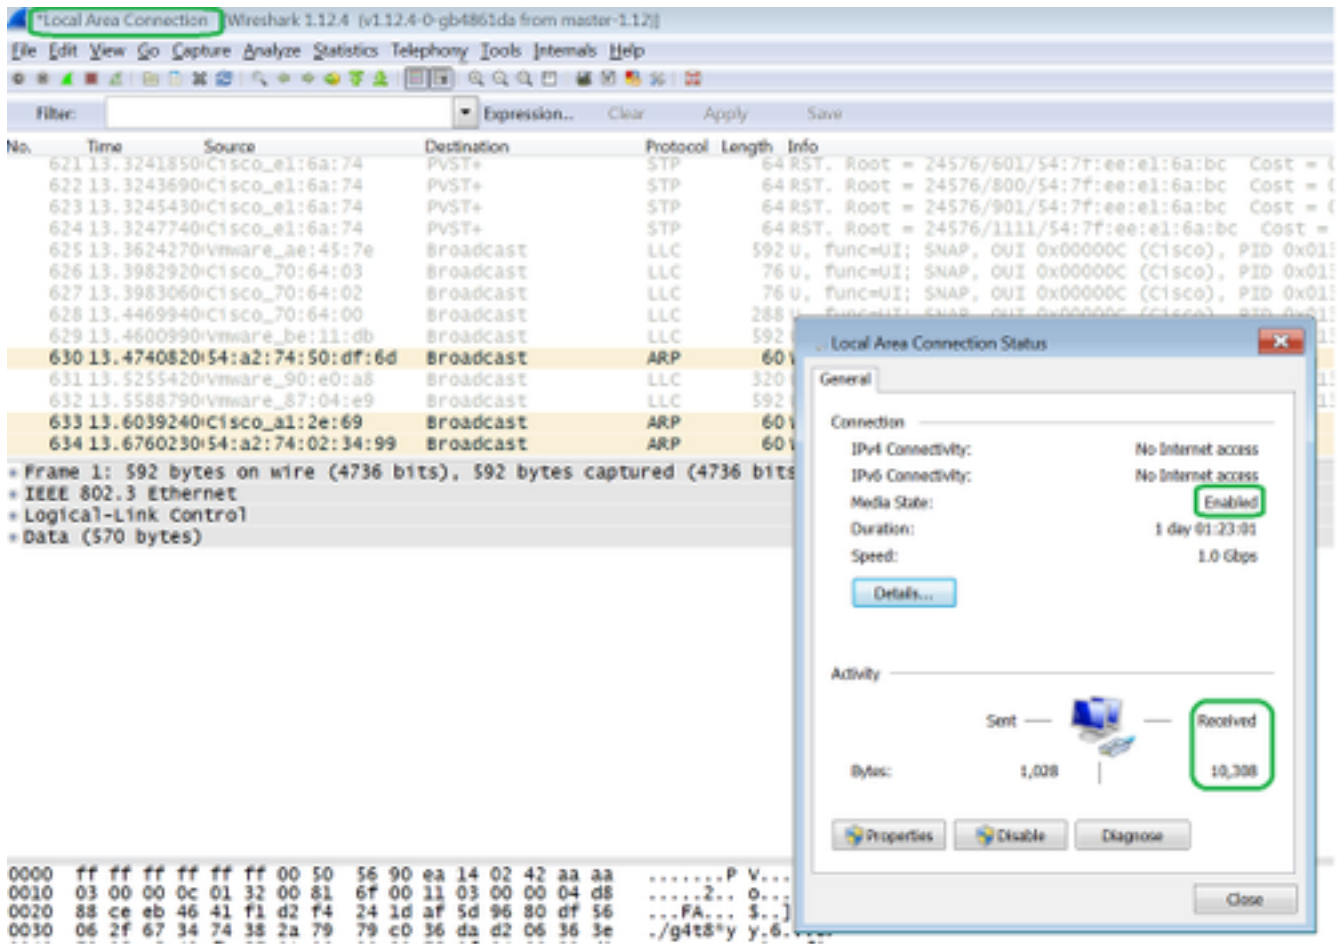 *Local Area Connection [Wireshark 1.12.4 (v1.12.4-0-gb4861da from master-1.12)]
File Edit View Go Capture Analyze Statistics Telephony Tools Internals Help
Filter: Expression... Clear Apply Save
No. Time Source Destination Protocol Length Info
621 13.3241850 Cisco_e1:6a:74 PVST+ STP 64 RST. Root = 24576/601/54:7f:ee:e1:6a:bc Cost =
622 13.3243690 Cisco_e1:6a:74 PVST+ STP 64 RST. Root = 24576/800/54:7f:ee:e1:6a:bc Cost =
623 13.3245430 Cisco_e1:6a:74 PVST+ STP 64 RST. Root = 24576/901/54:7f:ee:e1:6a:bc Cost =
624 13.3247740 Cisco_e1:6a:74 PVST+ STP 64 RST. Root = 24576/1111/54:7f:ee:e1:6a:bc Cost =
625 13.3624270 Vmware_ae:45:7e Broadcast LLC 592 U, func=UI; SNAP, OUI 0x00000C (Cisco), PID
626 13.3982920 Cisco_70:64:03 Broadcast LLC 76 U, func=UI; SNAP, OUI 0x00000C (Cisco), PID
627 13.3983060 Cisco_70:64:02 Broadcast LLC 76 U, func=UI; SNAP, OUI 0x00000C (Cisco), PID
628 13.4469940 Cisco_70:64:00 Broadcast LLC 288 U, func=UI; SNAP, OUI 0x00000C (Cisco), PID
629 13.4600990 Vmware_be:11:db Broadcast LLC 592
630 13.4740820 54:a2:74:50:df:6d Broadcast ARP 60
631 13.5255420 Vmware_90:e0:a8 Broadcast LLC 320
632 13.5588790 Vmware_87:04:e9 Broadcast LLC 592
633 13.6039240 Cisco_a1:2e:69 Broadcast ARP 60
634 13.6760230 54:a2:74:02:34:99 Broadcast ARP 60
Frame 1: 592 bytes on wire (4736 bits), 592 bytes captured (4736 bits
IEEE 802.3 Ethernet
Logical-Link Control
Data (570 bytes)
0000 ff ff ff ff ff ff 00 50 56 90 ea 14 02 42 aa aa .......P V...
0010 03 00 00 0c 01 32 00 81 6f 00 11 03 00 00 04 d8 .....2.. o...
0020 88 ce eb 46 41 f1 d2 f4 24 1d af 5d 96 80 df 56 ...FA... $..]
0030 06 2f 67 34 74 38 2a 79 79 c0 36 da d2 06 36 3e ./g4t8*y y.6.
Local Area Connection Status
General
Connection
IPv4 Connectivity: No Internet access
IPv6 Connectivity: No Internet access
Media State: Enabled
Duration: 1 day 01:23:01
Speed: 1.0 Gbps
Details...
Activity
Sent — — Received
Bytes: 1,028 | 10,308
Properties Disable Diagnose
Close